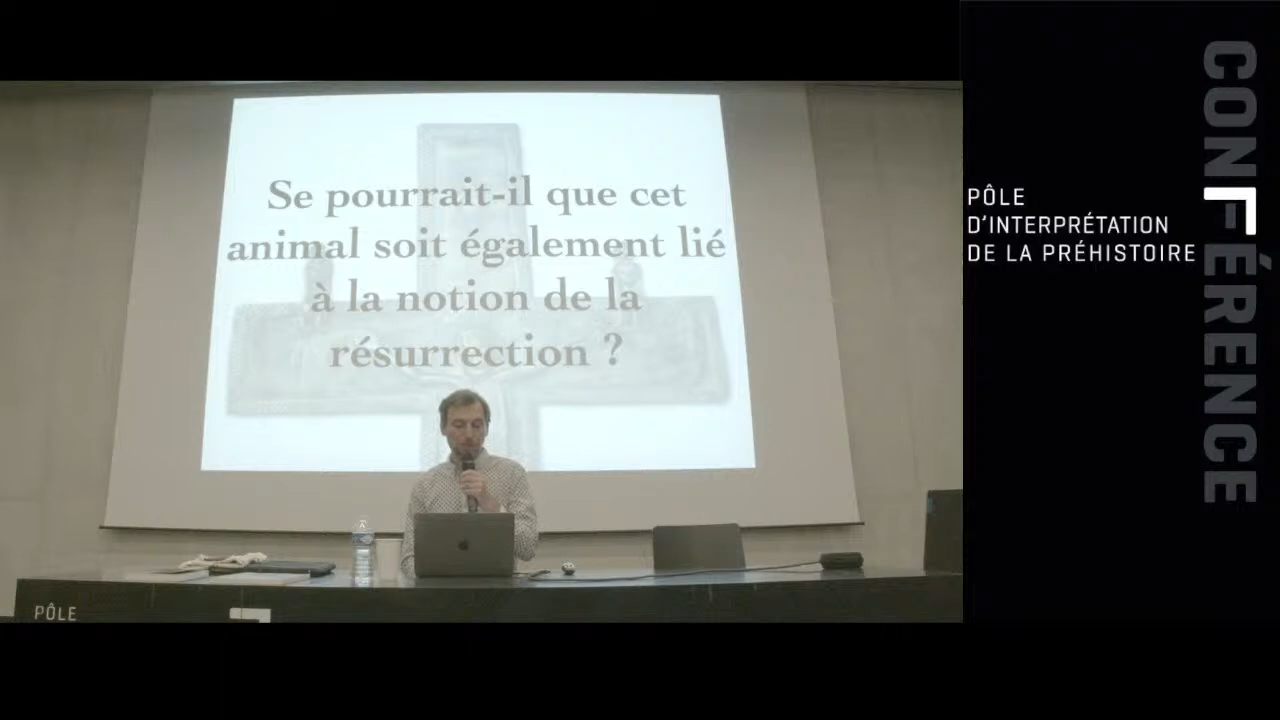 Se pourrait-il que cet
animal soit également lié
à la notion de la
résurrection ?
PÔLE
D'INTERPRÉTATION
DE LA PRÉHISTOIRE
CONFÉRENCE
PÔLE